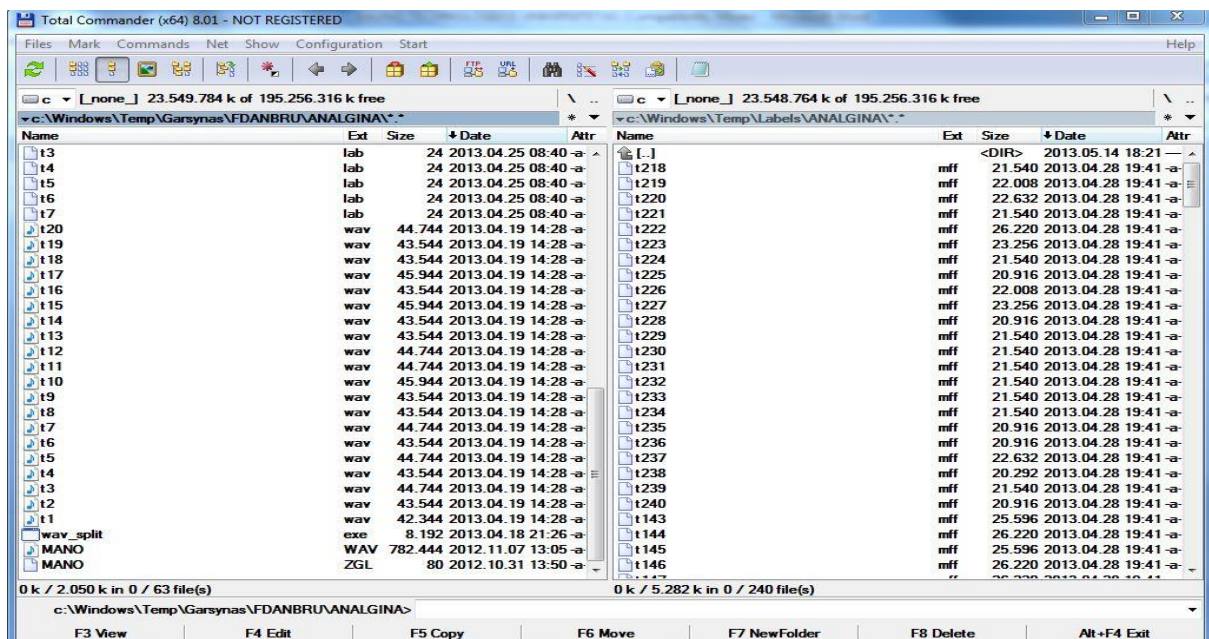 Total Commander (x64) 8.01 - NOT REGISTERED
Files Mark Commands Net Show Configuration Start Help
FTP URL
c [_none_] 23.549.784 k of 195.256.316 k free \ ..
c [_none_] 23.548.764 k of 195.256.316 k free \ ..
c:\Windows\Temp\Garsynas\FDANBRU\ANALGINA\*.* * 
c:\Windows\Temp\Labels\ANALGINA\*.* *
Name Ext Size Date Attr
t3 lab 24 2013.04.25 08:40 -a-
t4 lab 24 2013.04.25 08:40 -a-
t5 lab 24 2013.04.25 08:40 -a-
t6 lab 24 2013.04.25 08:40 -a-
t7 lab 24 2013.04.25 08:40 -a-
t20 wav 44.744 2013.04.19 14:28 -a-
t19 wav 43.544 2013.04.19 14:28 -a-
t18 wav 43.544 2013.04.19 14:28 -a-
t17 wav 45.944 2013.04.19 14:28 -a-
t16 wav 43.544 2013.04.19 14:28 -a-
t15 wav 45.944 2013.04.19 14:28 -a-
t14 wav 43.544 2013.04.19 14:28 -a-
t13 wav 43.544 2013.04.19 14:28 -a-
t12 wav 44.744 2013.04.19 14:28 -a-
t11 wav 44.744 2013.04.19 14:28 -a-
t10 wav 45.944 2013.04.19 14:28 -a-
t9 wav 43.544 2013.04.19 14:28 -a-
t8 wav 43.544 2013.04.19 14:28 -a-
t7 wav 44.744 2013.04.19 14:28 -a-
t6 wav 43.544 2013.04.19 14:28 -a-
t5 wav 44.744 2013.04.19 14:28 -a-
t4 wav 43.544 2013.04.19 14:28 -a-
t3 wav 44.744 2013.04.19 14:28 -a-
t2 wav 43.544 2013.04.19 14:28 -a-
t1 wav 42.344 2013.04.19 14:28 -a-
wav_split exe 8.192 2013.04.18 21:26 -a-
MANO WAV 782.444 2012.11.07 13:05 -a-
MANO ZGL 80 2012.10.31 13:50 -a-
0 k / 2.050 k in 0 / 63 file(s)
Name Ext Size Date Attr
[..] <DIR> 2013.05.14 18:21 —
t218 mff 21.540 2013.04.28 19:41 -a-
t219 mff 22.008 2013.04.28 19:41 -a-
t220 mff 22.632 2013.04.28 19:41 -a-
t221 mff 21.540 2013.04.28 19:41 -a-
t222 mff 26.220 2013.04.28 19:41 -a-
t223 mff 23.256 2013.04.28 19:41 -a-
t224 mff 21.540 2013.04.28 19:41 -a-
t225 mff 20.916 2013.04.28 19:41 -a-
t226 mff 22.008 2013.04.28 19:41 -a-
t227 mff 23.256 2013.04.28 19:41 -a-
t228 mff 20.916 2013.04.28 19:41 -a-
t229 mff 21.540 2013.04.28 19:41 -a-
t230 mff 21.540 2013.04.28 19:41 -a-
t231 mff 21.540 2013.04.28 19:41 -a-
t232 mff 21.540 2013.04.28 19:41 -a-
t233 mff 21.540 2013.04.28 19:41 -a-
t234 mff 21.540 2013.04.28 19:41 -a-
t235 mff 20.916 2013.04.28 19:41 -a-
t236 mff 20.916 2013.04.28 19:41 -a-
t237 mff 22.632 2013.04.28 19:41 -a-
t238 mff 20.292 2013.04.28 19:41 -a-
t239 mff 21.540 2013.04.28 19:41 -a-
t240 mff 20.916 2013.04.28 19:41 -a-
t143 mff 25.596 2013.04.28 19:41 -a-
t144 mff 26.220 2013.04.28 19:41 -a-
t145 mff 25.596 2013.04.28 19:41 -a-
t146 mff 26.220 2013.04.28 19:41 -a-
0 k / 5.282 k in 0 / 240 file(s)
c:\Windows\Temp\Garsynas\FDANBRU\ANALGINA>
F3 View F4 Edit F5 Copy F6 Move F7 NewFolder F8 Delete Alt+F4 Exit